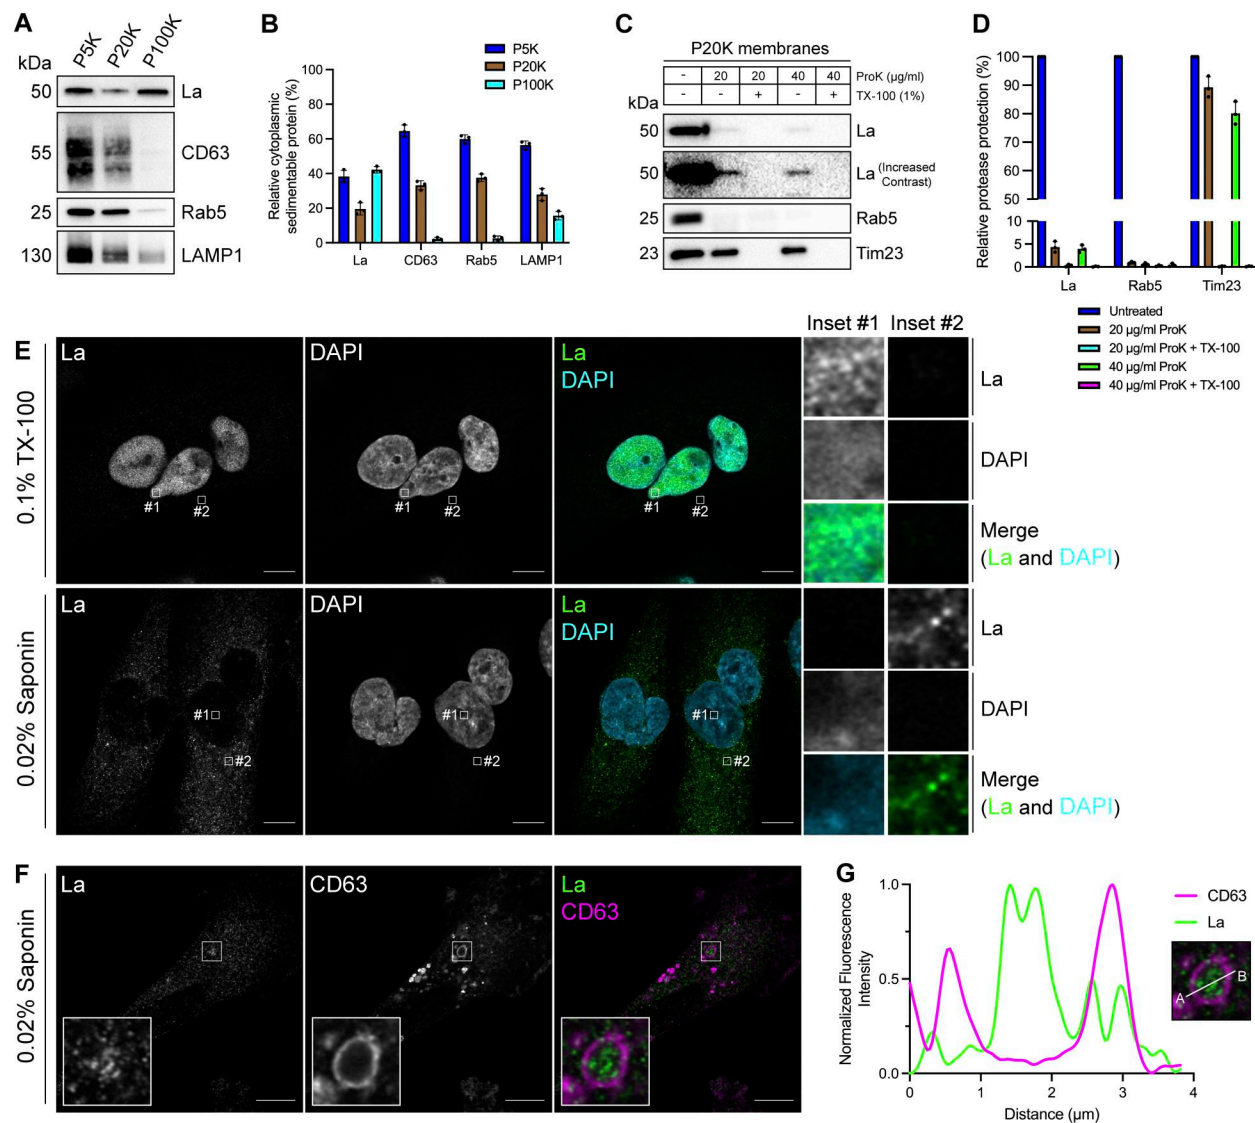 A
P5K
P20K
P100K
kDa
50
La
55
CD63
25
Rab5
130
LAMP1
B
Relative cytoplasmic
sedimentable protein (%)
100
80
60
40
20
0
La
CD63
Rab5
LAMP1
P5K
P20K
P100K
C
P20K membranes
- 20 20 40 40 ProK (µg/ml)
- - + - + TX-100 (1%)
kDa
50
La
50
La (Increased
Contrast)
25
Rab5
23
Tim23
D
Relative protease protection (%)
100
90
80
70
60
50
10
5
0
La
Rab5
Tim23
Untreated
20 µg/ml ProK
20 µg/ml ProK + TX-100
40 µg/ml ProK
40 µg/ml ProK + TX-100
E
0.1% TX-100
La
#1
#2
DAPI
#1
#2
La
DAPI
#1
#2
Inset #1
Inset #2
La
DAPI
Merge
(La and DAPI)
0.02% Saponin
La
#1
#2
DAPI
#1
#2
La
DAPI
#1
#2
La
DAPI
Merge
(La and DAPI)
F
0.02% Saponin
La
CD63
La
CD63
G
Normalized Fluorescence
Intensity
1.0
0.5
0.0
0
1
2
3
4
Distance (µm)
CD63
La
A
B